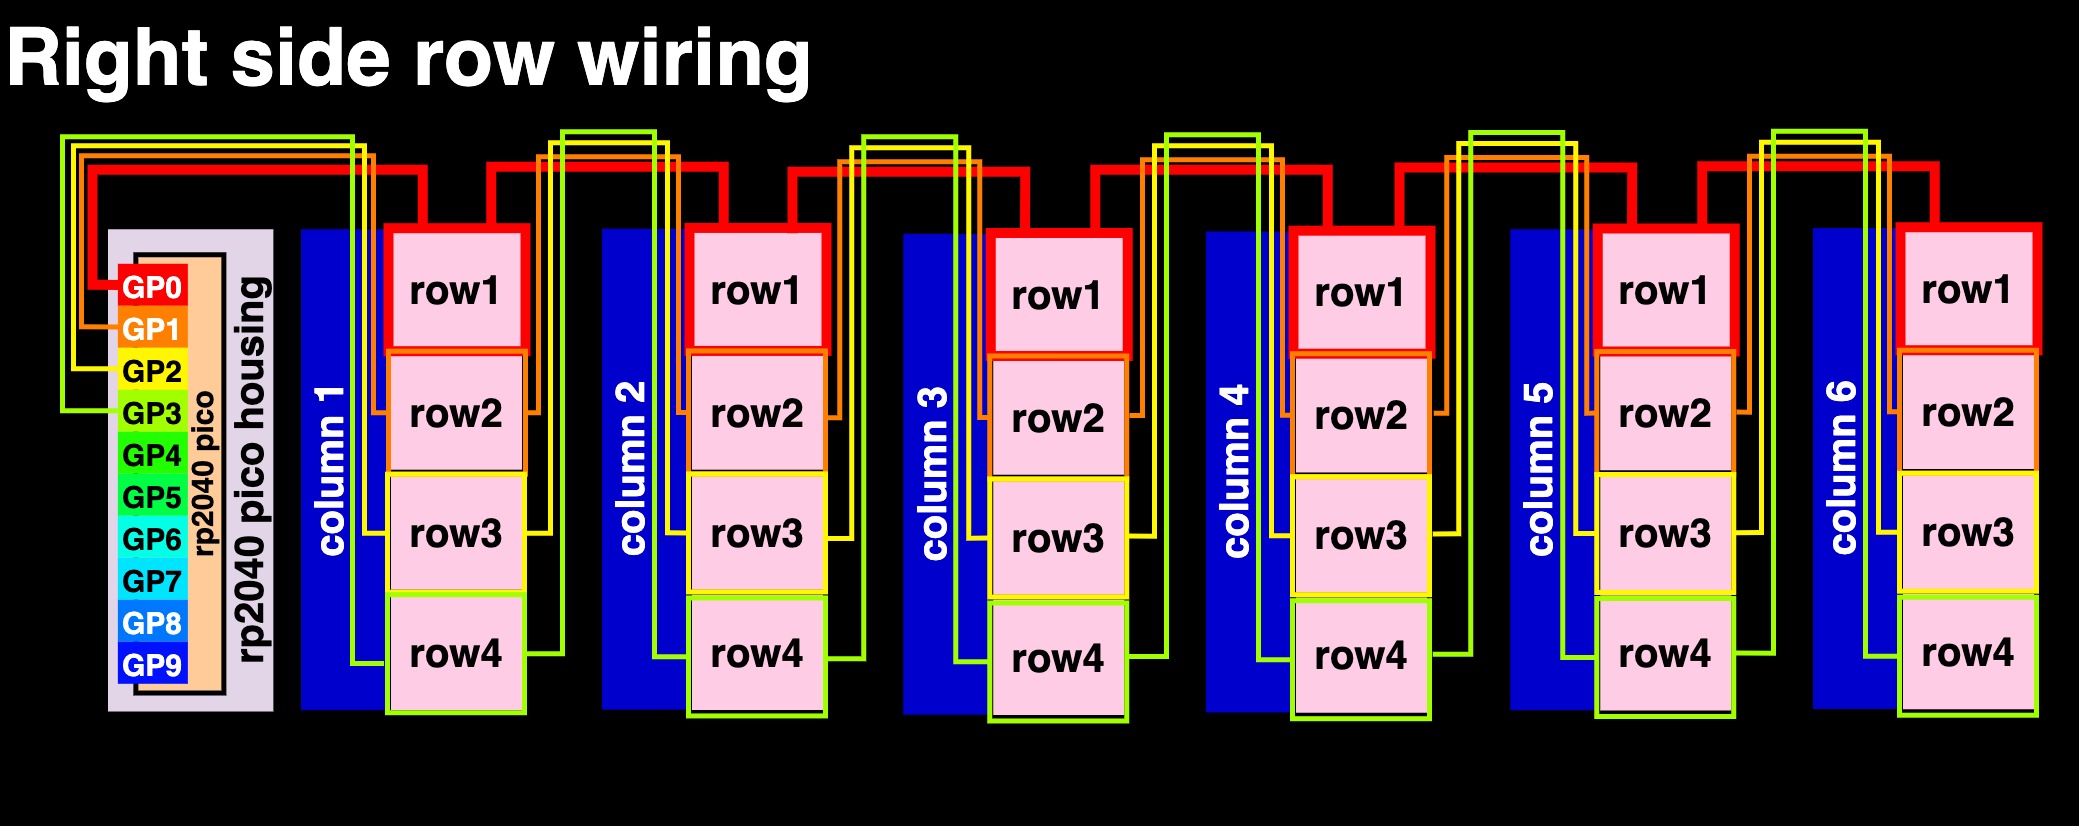 Right side row wiring
GP0
GP1
GP2
GP3
GP4
GP5
GP6
GP7
GP8
GP9
rp2040 pico
rp2040 pico housing
column 1
row1
row2
row3
row4
column 2
row1
row2
row3
row4
column 3
row1
row2
row3
row4
column 4
row1
row2
row3
row4
column 5
row1
row2
row3
row4
column 6
row1
row2
row3
row4